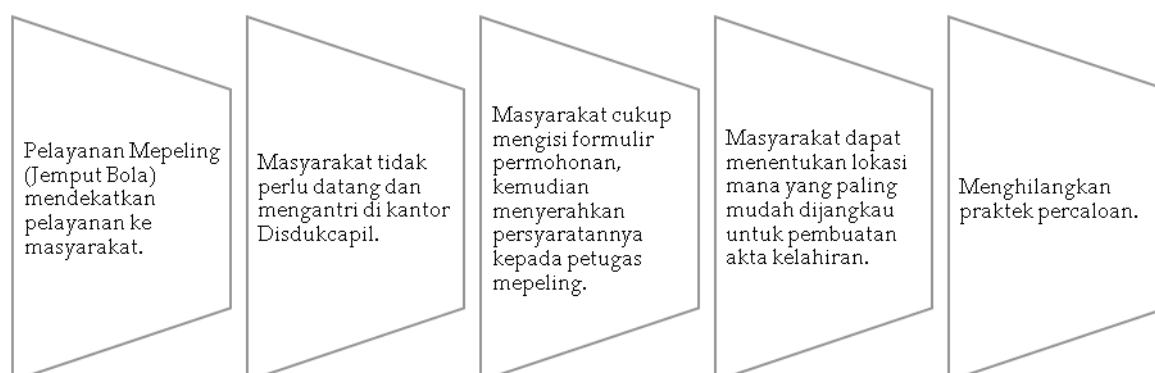 Pelayanan Mepeling
(Jemput Bola)
mendekatkan
pelayanan ke
masyarakat.
Masyarakat tidak
perlu datang dan
mengantri di kantor
Disdukcapil.
Masyarakat cukup
mengisi formulir
permohonan,
kemudian
menyerahkan
persyaratannya
kepada petugas
mepeling.
Masyarakat dapat
menentukan lokasi
mana yang paling
mudah dijangkau
untuk pembuatan
akta kelahiran.
Menghilangkan
praktek percaloan.